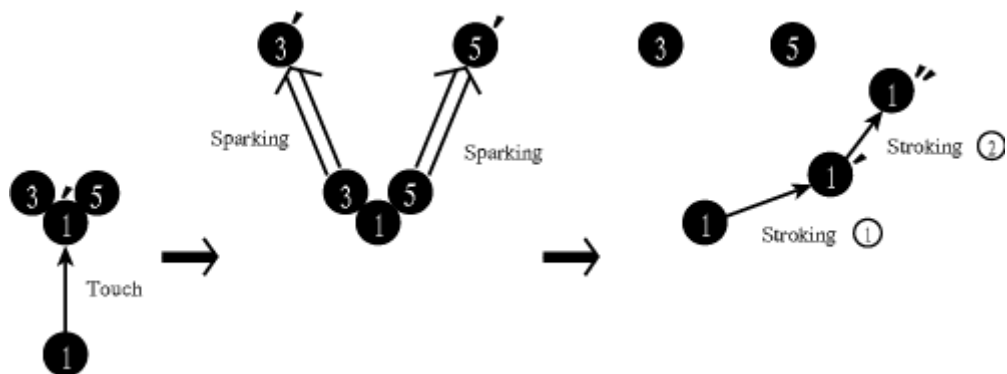 3′ 5′ 3 5
1″
Sparking Sparking
Stroking ②
3 5 3 5 1′
1′ 1 1
Stroking ①
Touch
1